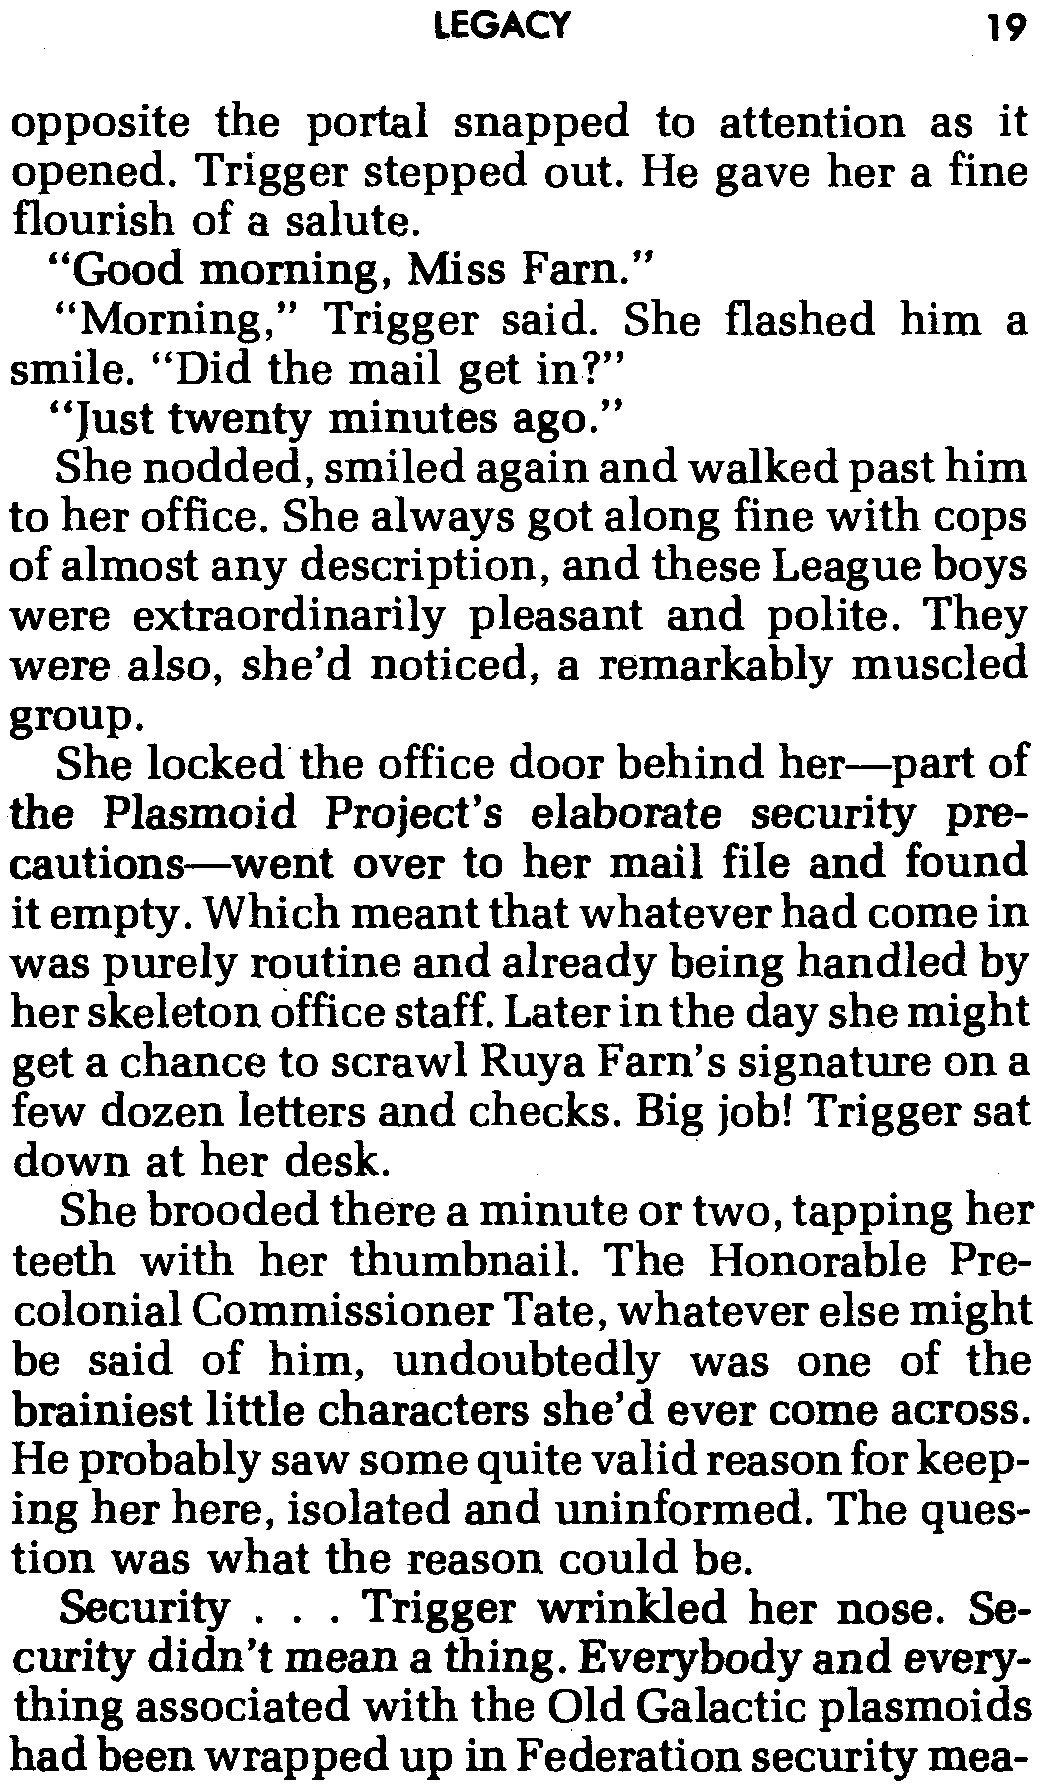 LEGACY 19
opposite the portal snapped to attention as it
opened. Trigger stepped out. He gave her a fine
flourish of a salute.
“Good morning, Miss Farn.”
“Morning,” Trigger said. She flashed him a
smile. “Did the mail get in?”
“Just twenty minutes ago.”
She nodded, smiled again and walked past him
to her office. She always got along fine with cops
of almost any description, and these League boys
were extraordinarily pleasant and polite. They
were also, she’d noticed, a remarkably muscled
group.
She locked the office door behind her—part of
the Plasmoid Project’s elaborate security pre-
cautions—went over to her mail file and found
it empty. Which meant that whatever had come in
was purely routine and already being handled by
her skeleton office staff. Later in the day she might
get a chance to scrawl Ruya Farn’s signature on a
few dozen letters and checks. Big job! Trigger sat
down at her desk.
She brooded there a minute or two, tapping her
teeth with her thumbnail. The Honorable Pre-
colonial Commissioner Tate, whatever else might
be said of him, undoubtedly was one of the
brainiest little characters she’d ever come across.
He probably saw some quite valid reason for keep-
ing her here, isolated and uninformed. The ques-
tion was what the reason could be.
Security . . . Trigger wrinkled her nose. Se-
curity didn’t mean a thing. Everybody and every-
thing associated with the Old Galactic plasmoids
had been wrapped up in Federation security mea-